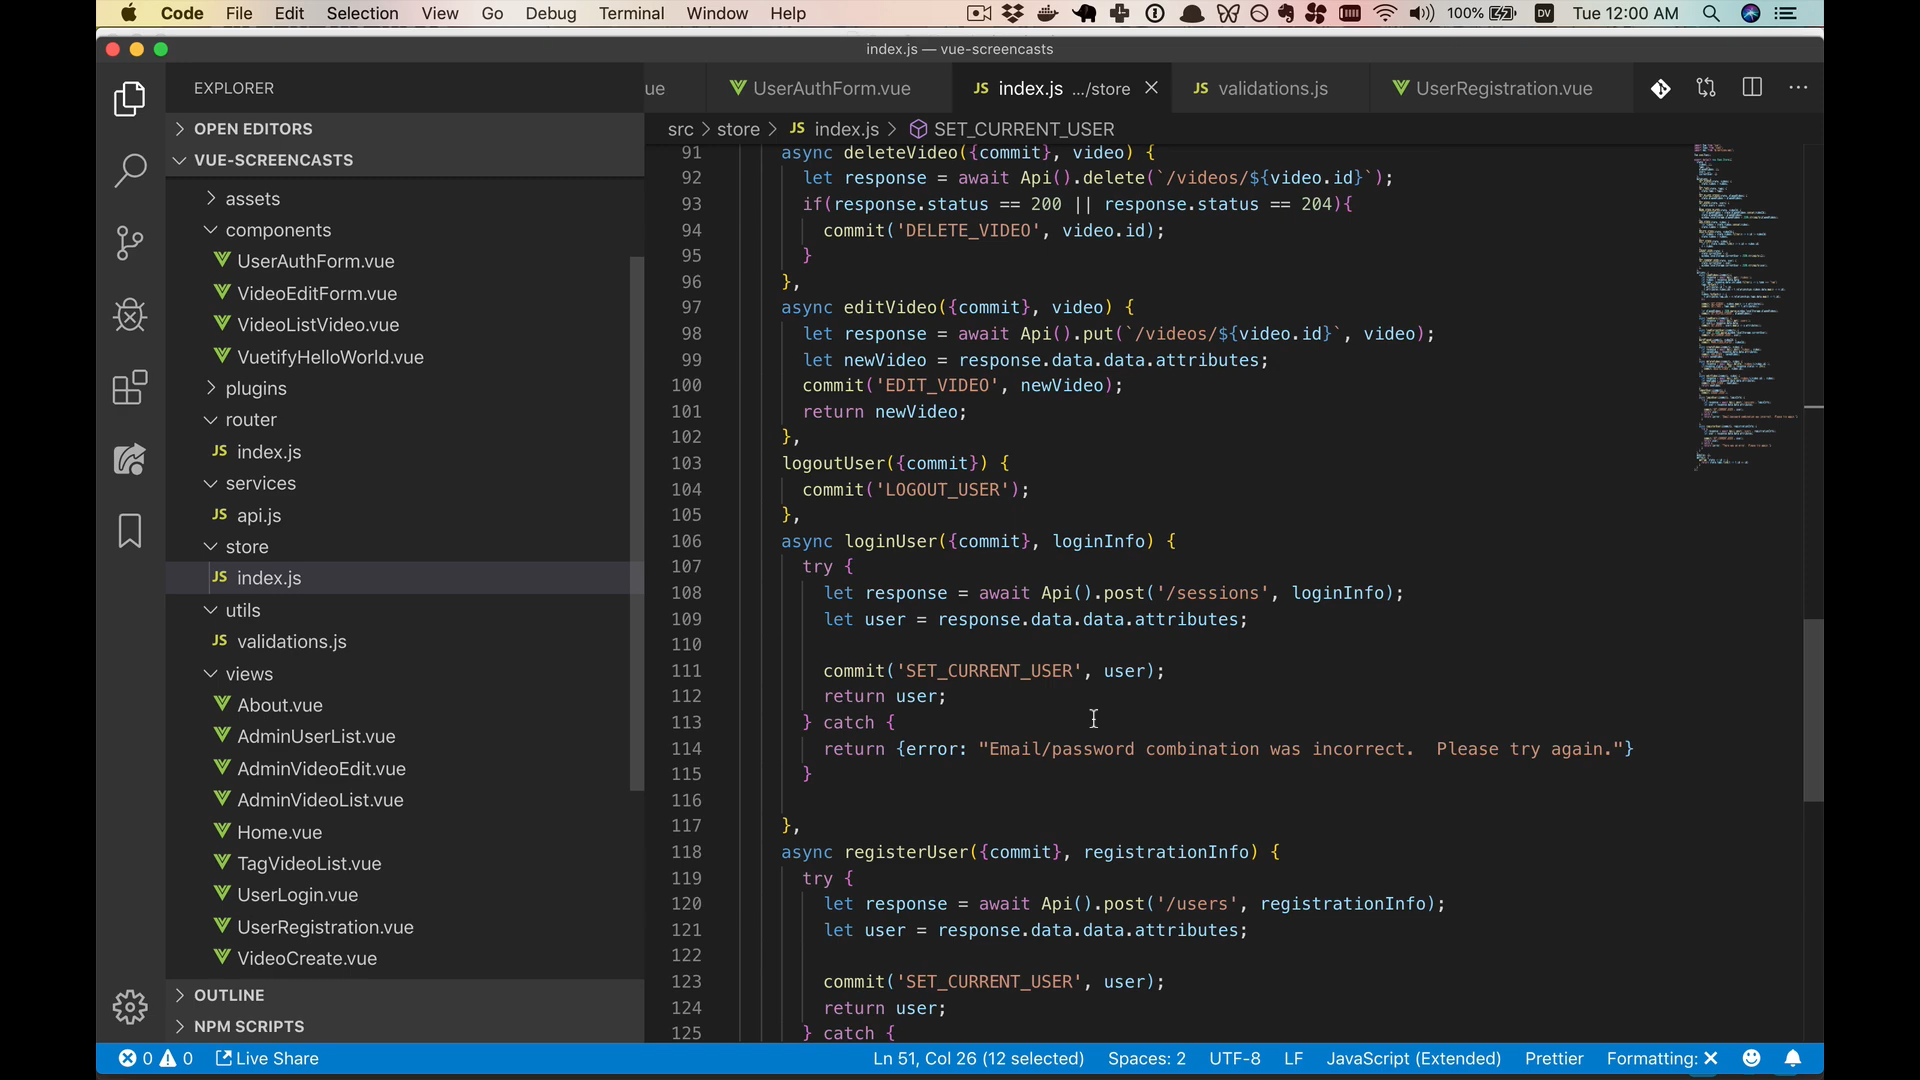 Code File Edit Selection View Go Debug Terminal Window Help 100% DV Tue 12:00 AM
index.js — vue-screencasts
EXPLORER
OPEN EDITORS
VUE-SCREENCASTS
assets
components
UserAuthForm.vue
VideoEditForm.vue
VideoListVideo.vue
VuetifyHelloWorld.vue
plugins
router
JS index.js
services
JS api.js
store
JS index.js
utils
JS validations.js
views
About.vue
AdminUserList.vue
AdminVideoEdit.vue
AdminVideoList.vue
Home.vue
TagVideoList.vue
UserLogin.vue
UserRegistration.vue
VideoCreate.vue
OUTLINE
NPM SCRIPTS
ue UserAuthForm.vue JS index.js .../store JS validations.js UserRegistration.vue
src > store > JS index.js > SET_CURRENT_USER
91 async deleteVideo({commit}, video) {
92 let response = await Api().delete(`/videos/${video.id}`);
93 if(response.status == 200 || response.status == 204){
94 commit('DELETE_VIDEO', video.id);
95 }
96 },
97 async editVideo({commit}, video) {
98 let response = await Api().put(`/videos/${video.id}`, video);
99 let newVideo = response.data.data.attributes;
100 commit('EDIT_VIDEO', newVideo);
101 return newVideo;
102 },
103 logoutUser({commit}) {
104 commit('LOGOUT_USER');
105 },
106 async loginUser({commit}, loginInfo) {
107 try {
108 let response = await Api().post('/sessions', loginInfo);
109 let user = response.data.data.attributes;
110
111 commit('SET_CURRENT_USER', user);
112 return user;
113 } catch {
114 return {error: "Email/password combination was incorrect.  Please try again."}
115 }
116
117 },
118 async registerUser({commit}, registrationInfo) {
119 try {
120 let response = await Api().post('/users', registrationInfo);
121 let user = response.data.data.attributes;
122
123 commit('SET_CURRENT_USER', user);
124 return user;
125 } catch {
0 0 Live Share Ln 51, Col 26 (12 selected) Spaces: 2 UTF-8 LF JavaScript (Extended) Prettier Formatting: ✕